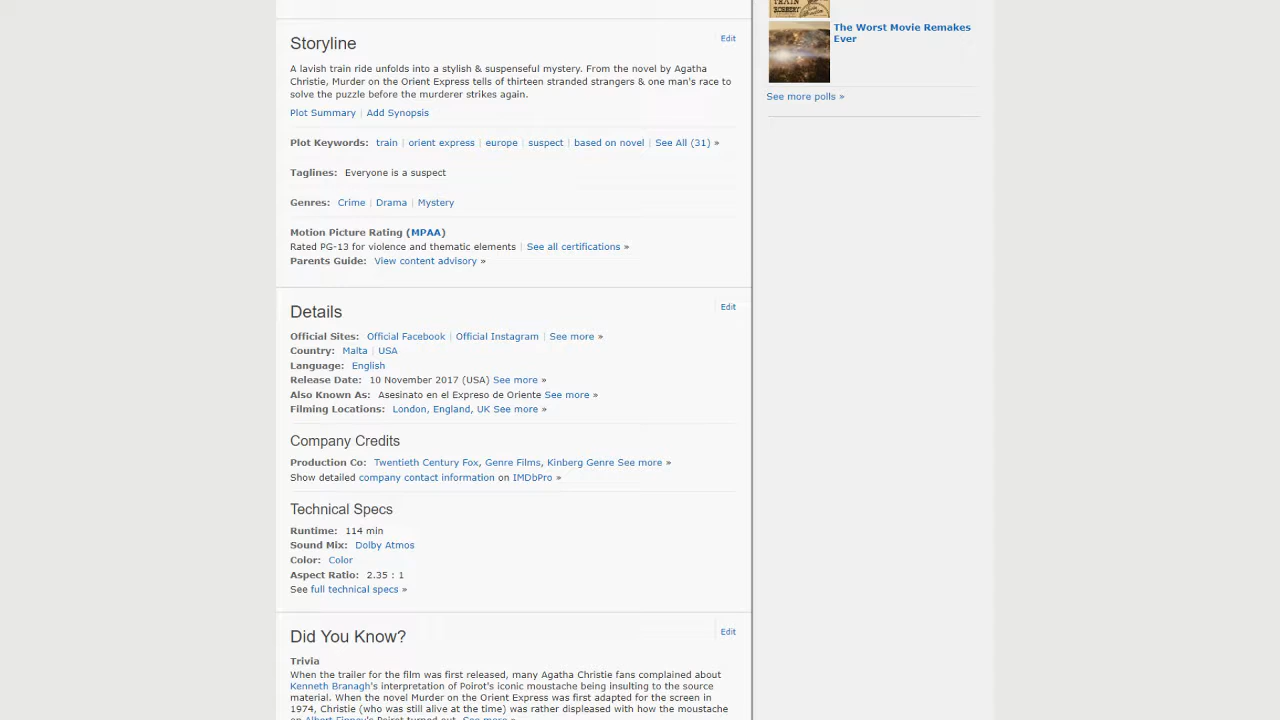 TRAIN
ROBBERY
The Worst Movie Remakes
Ever
See more polls »
Storyline
Edit
A lavish train ride unfolds into a stylish & suspenseful mystery. From the novel by Agatha
Christie, Murder on the Orient Express tells of thirteen stranded strangers & one man's race to
solve the puzzle before the murderer strikes again.
Plot Summary | Add Synopsis
Plot Keywords: train | orient express | europe | suspect | based on novel | See All (31) »
Taglines: Everyone is a suspect
Genres: Crime | Drama | Mystery
Motion Picture Rating (MPAA)
Rated PG-13 for violence and thematic elements | See all certifications »
Parents Guide: View content advisory »
Details
Edit
Official Sites: Official Facebook | Official Instagram | See more »
Country: Malta | USA
Language: English
Release Date: 10 November 2017 (USA) See more »
Also Known As: Asesinato en el Expreso de Oriente See more »
Filming Locations: London, England, UK See more »
Company Credits
Production Co: Twentieth Century Fox, Genre Films, Kinberg Genre See more »
Show detailed company contact information on IMDbPro »
Technical Specs
Runtime: 114 min
Sound Mix: Dolby Atmos
Color: Color
Aspect Ratio: 2.35 : 1
See full technical specs »
Did You Know?
Edit
Trivia
When the trailer for the film was first released, many Agatha Christie fans complained about
Kenneth Branagh's interpretation of Poirot's iconic moustache being insulting to the source
material. When the novel Murder on the Orient Express was first adapted for the screen in
1974, Christie (who was still alive at the time) was rather displeased with how the moustache
on Albert Finney's Poirot turned out. See more »